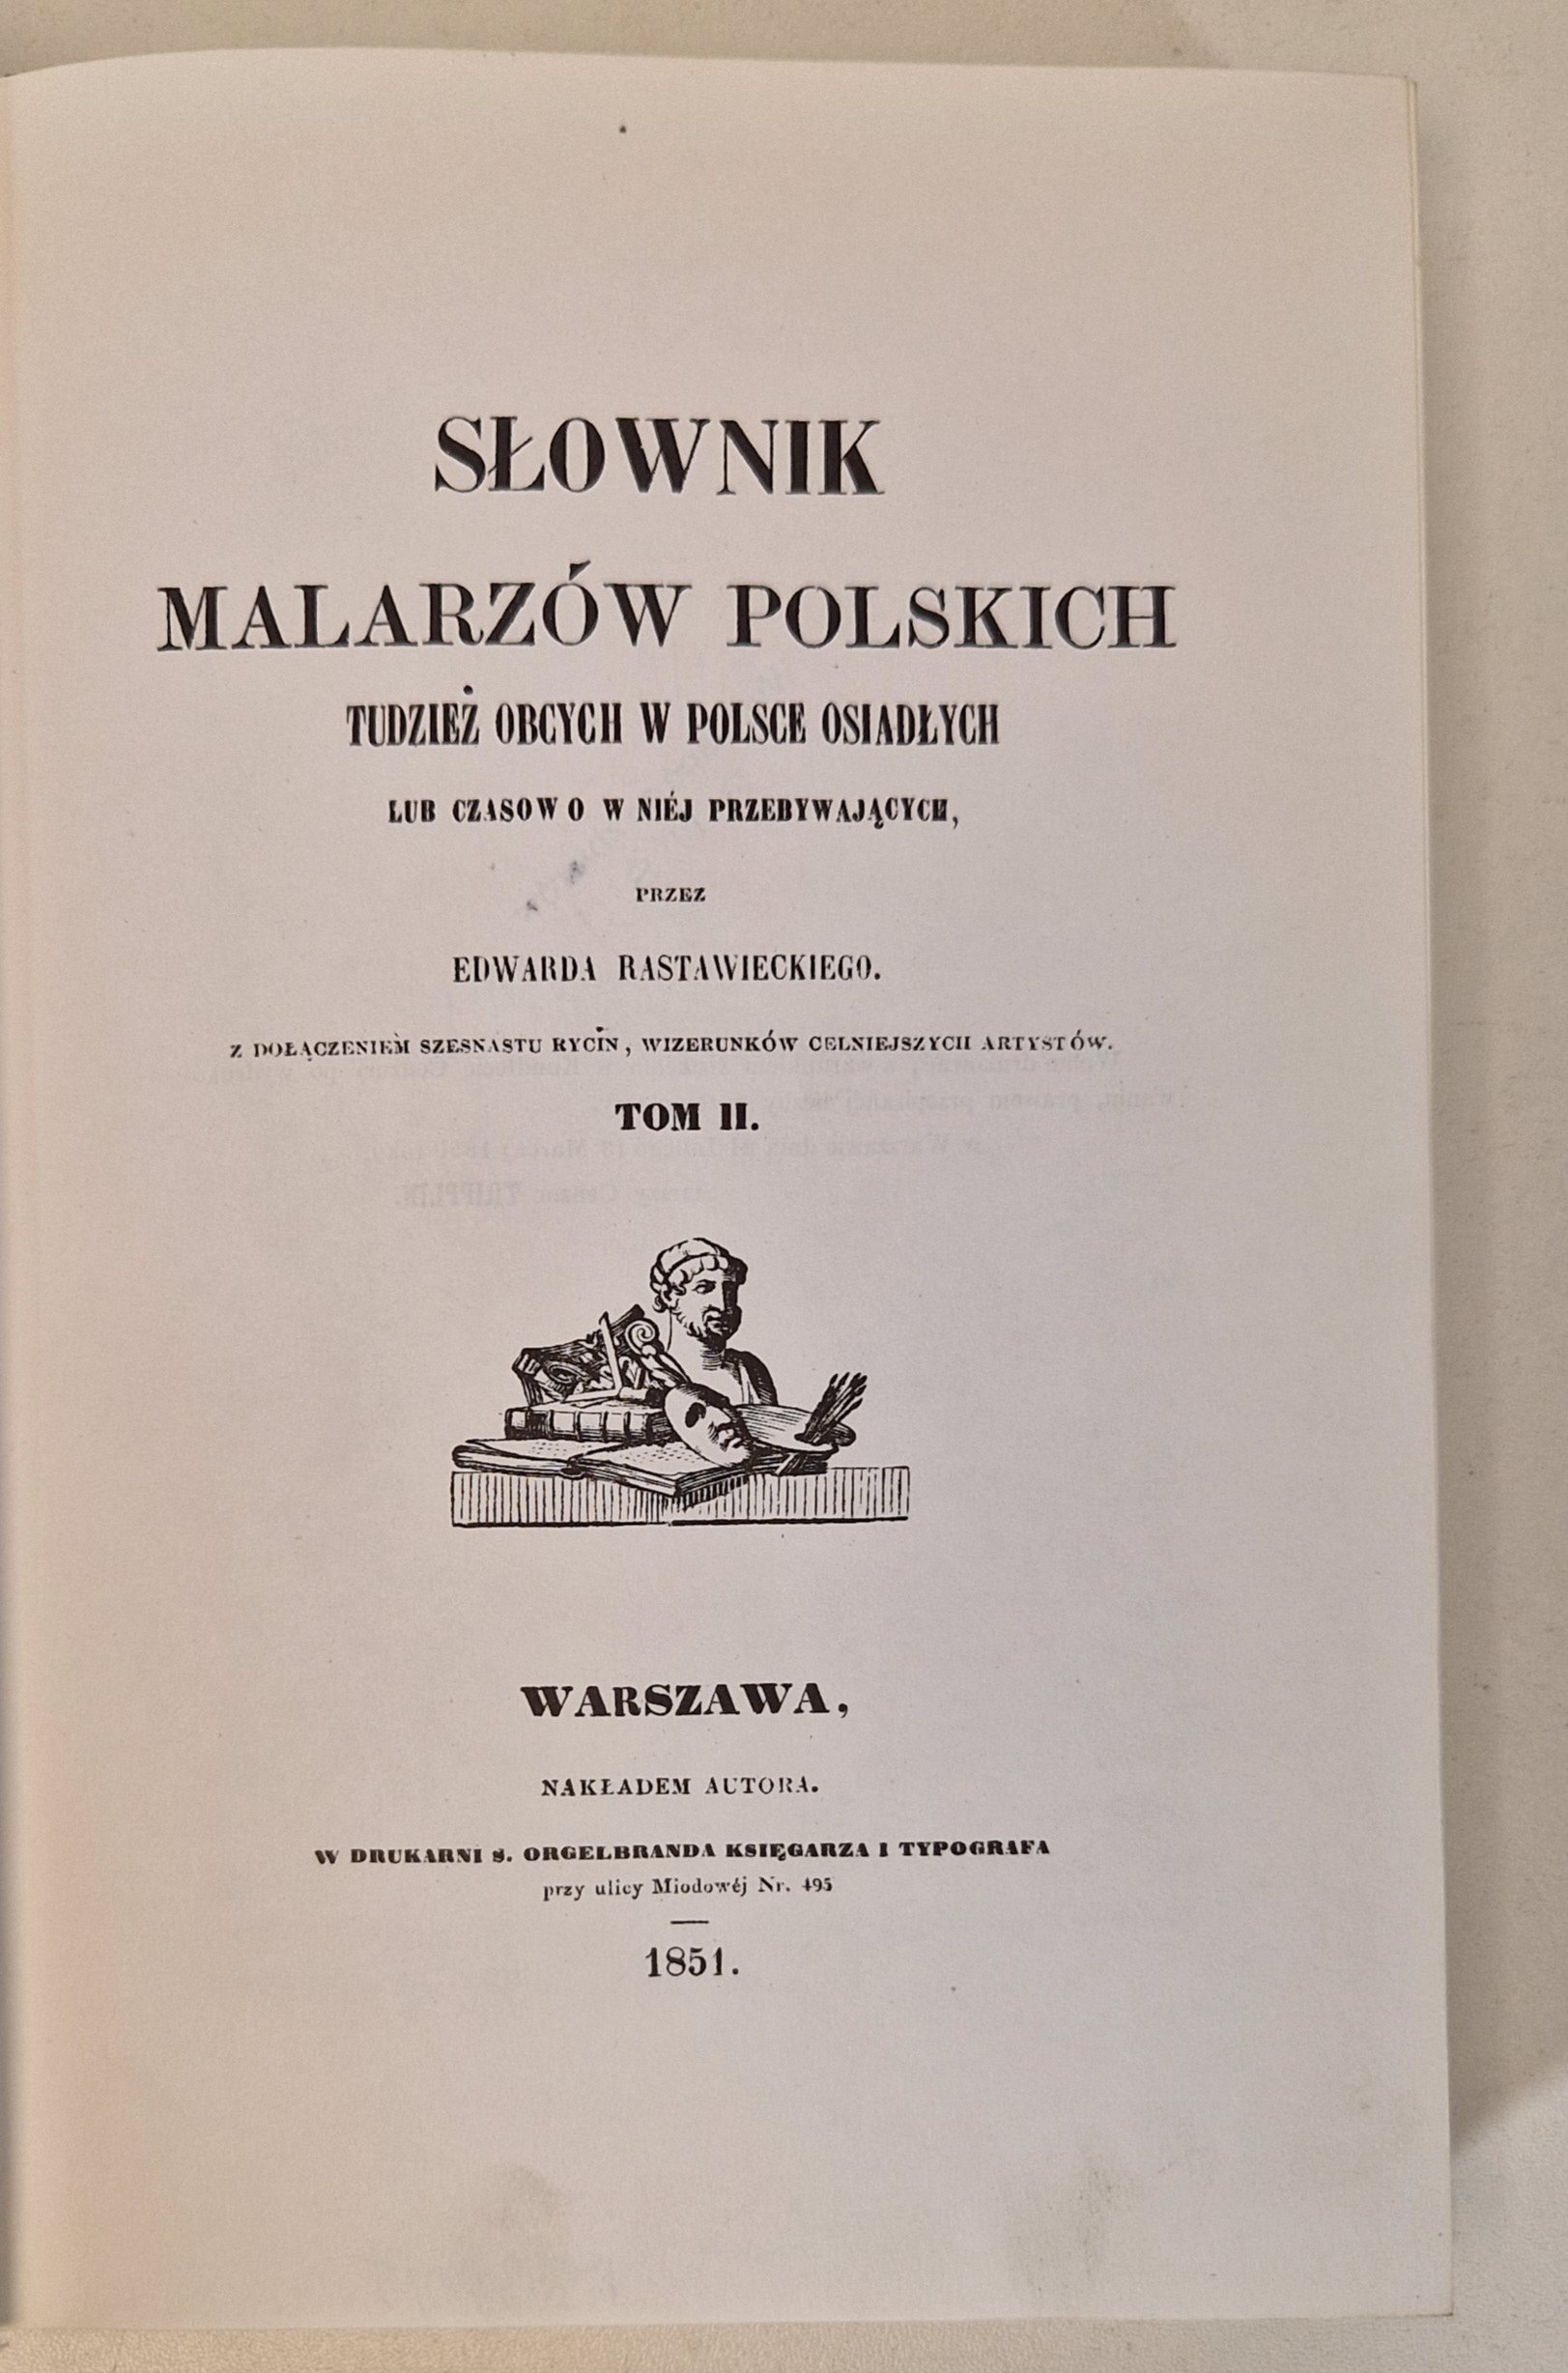 SŁOWNIK
MALARZÓW POLSKICH
TUDZIEŻ OBCYCH W POLSCE OSIADŁYCH
LUB CZASOWO W NIÉJ PRZEBYWAJĄCYCH,
PRZEZ
EDWARDA RASTAWIECKIEGO.
Z DOŁĄCZENIEM SZESNASTU RYCIN, WIZERUNKÓW CELNIEJSZYCH ARTYSTÓW.
TOM II.
WARSZAWA,
NAKŁADEM AUTORA.
W DRUKARNI S. ORGELBRANDA KSIĘGARZA I TYPOGRAFA
przy ulicy Miodowéj Nr. 495
1851.